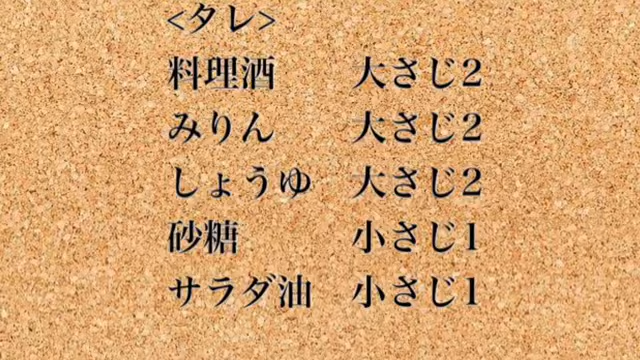 <タレ>
料理酒 大さじ2
みりん 大さじ2
しょうゆ 大さじ2
砂糖 小さじ1
サラダ油 小さじ1